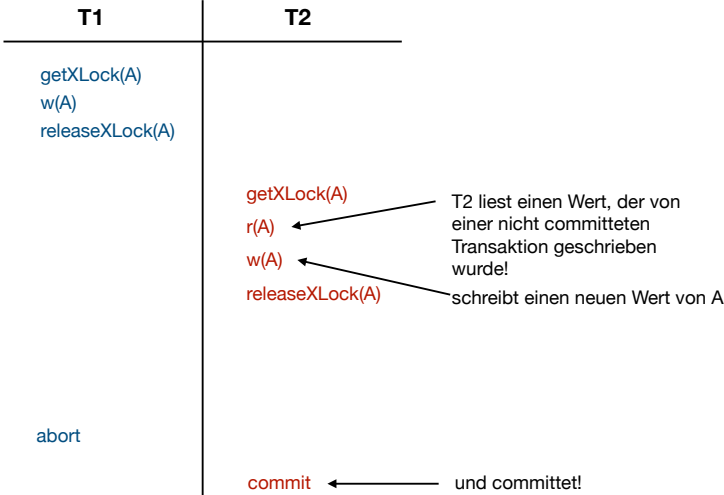 T1
T2
getXLock(A)
w(A)
releaseXLock(A)
getXLock(A)
r(A)
w(A)
releaseXLock(A)
T2 liest einen Wert, der von
einer nicht committeten
Transaktion geschrieben
wurde!
schreibt einen neuen Wert von A
abort
commit
und committet!